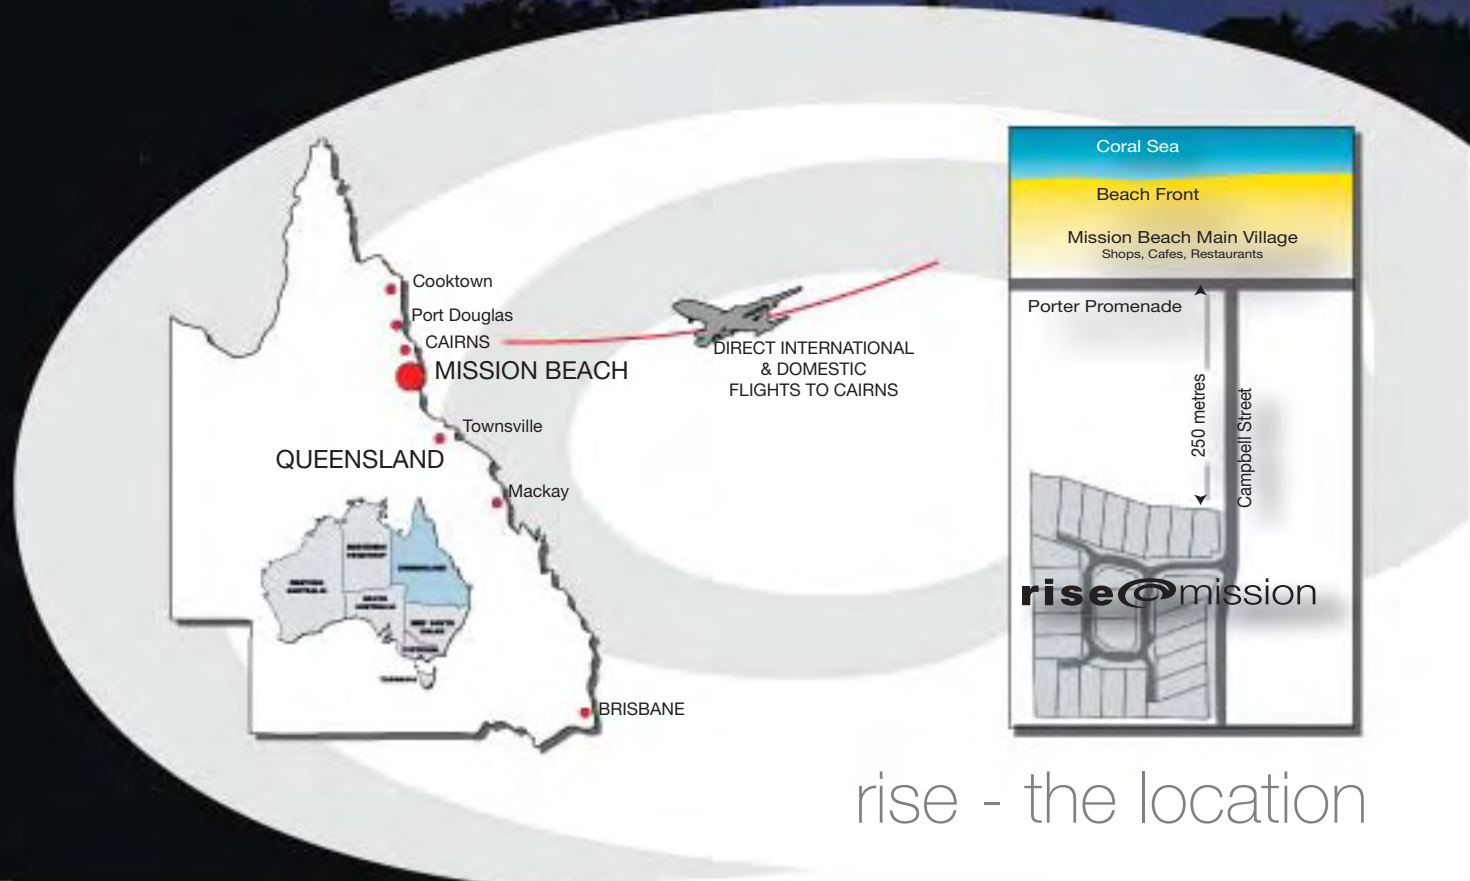 Cooktown
Port Douglas
CAIRNS
MISSION BEACH
Townsville
QUEENSLAND
Mackay
BRISBANE
DIRECT INTERNATIONAL
& DOMESTIC
FLIGHTS TO CAIRNS
Coral Sea
Beach Front
Mission Beach Main Village
Shops, Cafes, Restaurants
Porter Promenade
250 metres
Campbell Street
rise@mission
rise - the location